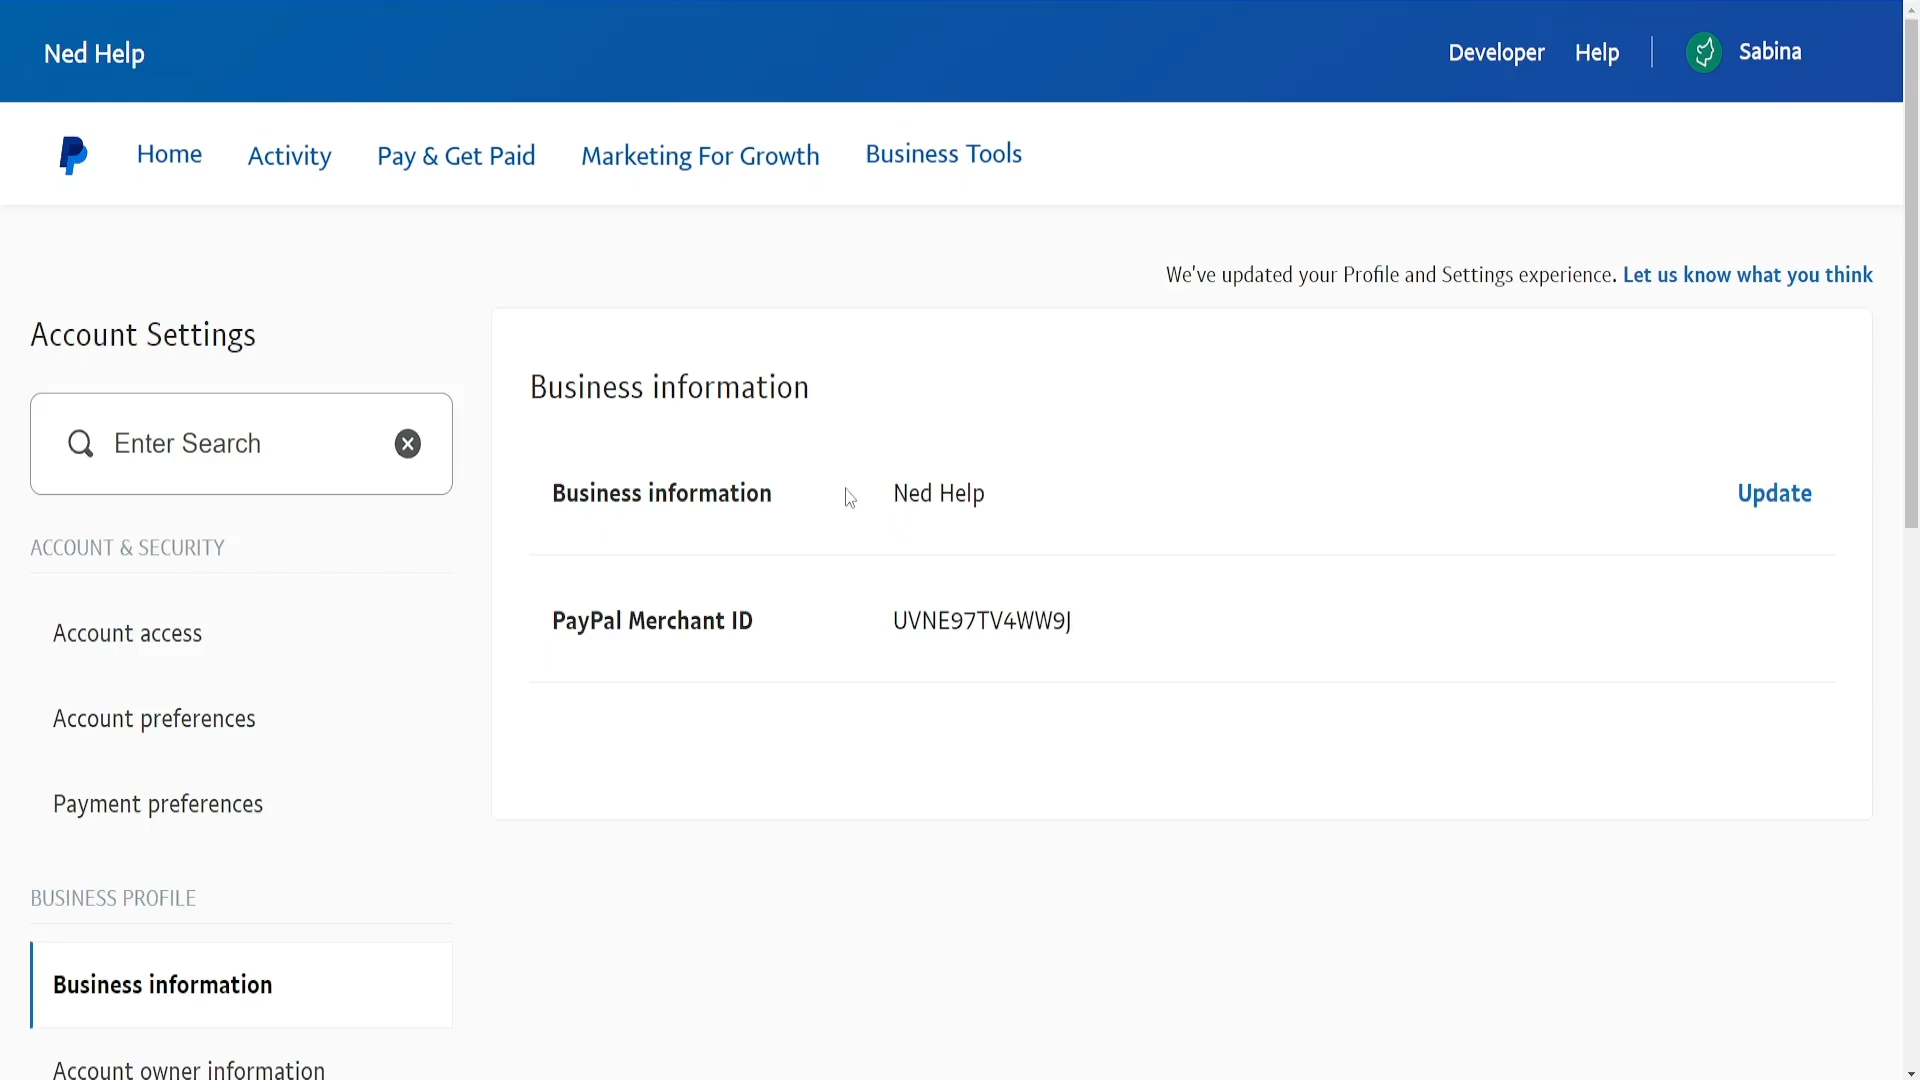 Ned Help
Developer
Help
Sabina
Home
Activity
Pay & Get Paid
Marketing For Growth
Business Tools
We've updated your Profile and Settings experience. Let us know what you think
Account Settings
Enter Search
ACCOUNT & SECURITY
Account access
Account preferences
Payment preferences
BUSINESS PROFILE
Business information
Account owner information
Business information
Business information
Ned Help
Update
PayPal Merchant ID
UVNE97TV4WW9J